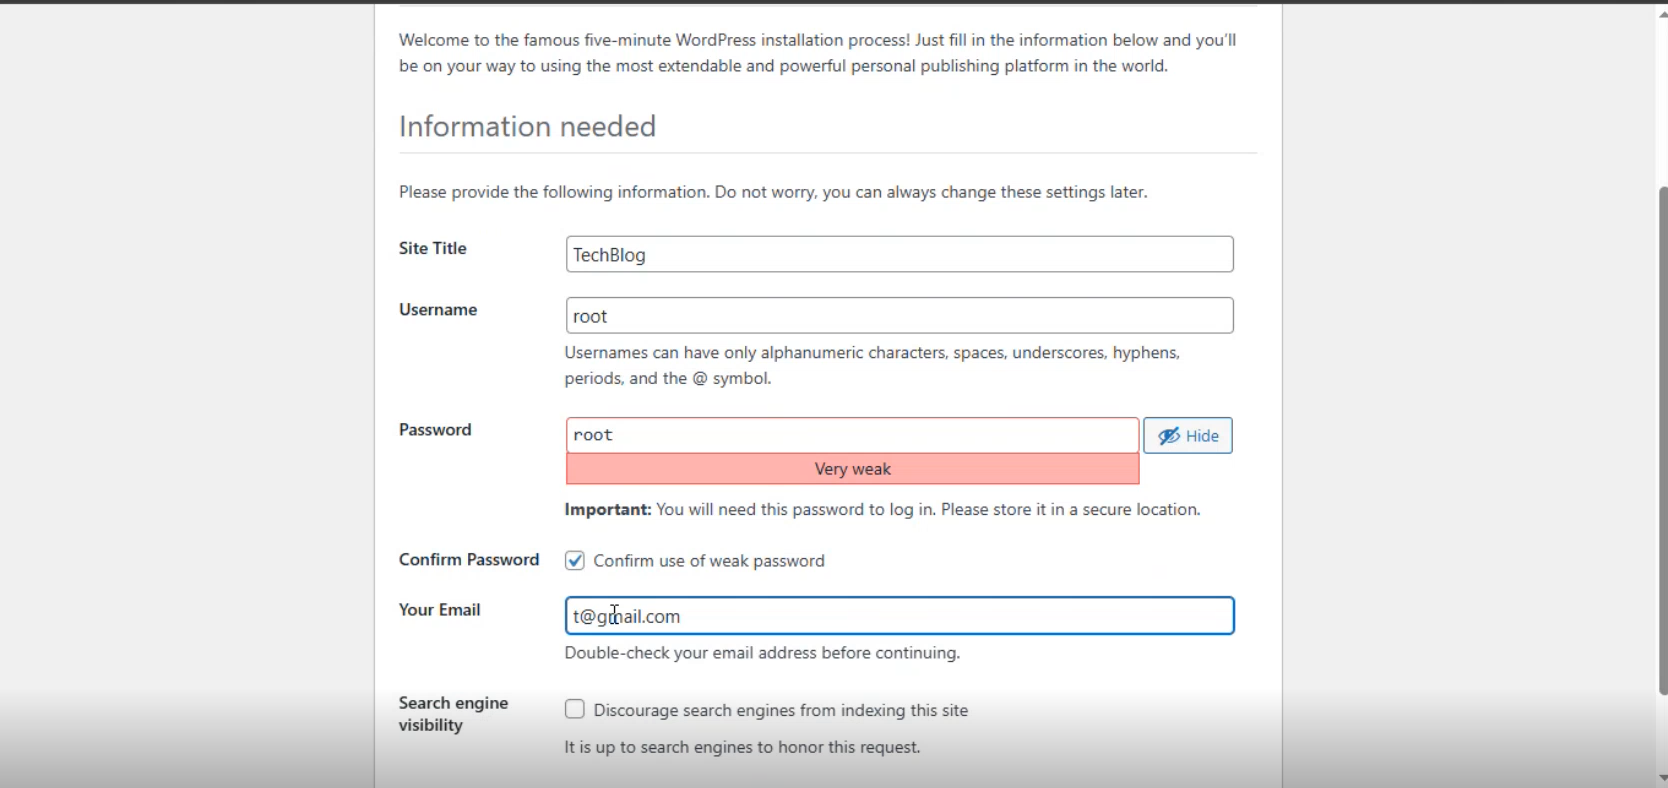 Welcome to the famous five-minute WordPress installation process! Just fill in the information below and you'll
be on your way to using the most extendable and powerful personal publishing platform in the world.
Information needed
Please provide the following information. Do not worry, you can always change these settings later.
Site Title
TechBlog
Username
root
Usernames can have only alphanumeric characters, spaces, underscores, hyphens,
periods, and the @ symbol.
Password
root
Hide
Very weak
Important: You will need this password to log in. Please store it in a secure location.
Confirm Password
Confirm use of weak password
Your Email
t@gmail.com
Double-check your email address before continuing.
Search engine
visibility
Discourage search engines from indexing this site
It is up to search engines to honor this request.